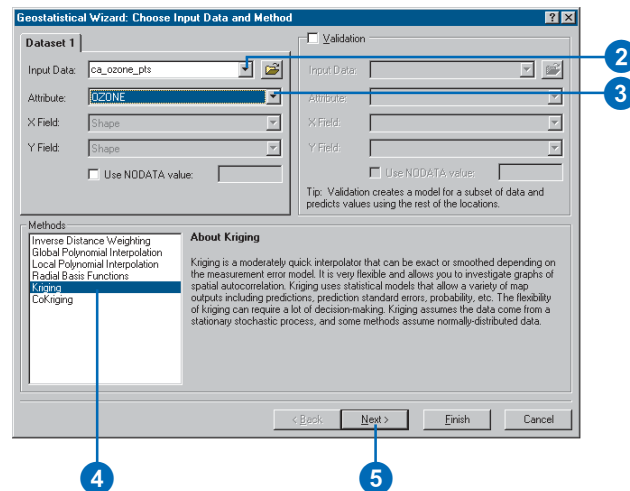 Geostatistical Wizard: Choose Input Data and Method
Dataset 1
Input Data: ca_ozone_pts
Attribute: OZONE
X Field: Shape
Y Field: Shape
Use NODATA value:
Validation
Input Data:
Attribute:
X Field:
Y Field:
Use NODATA value:
Tip: Validation creates a model for a subset of data and
predicts values using the rest of the locations.
2
3
Methods
Inverse Distance Weighting
Global Polynomial Interpolation
Local Polynomial Interpolation
Radial Basis Functions
Kriging
CoKriging
About Kriging
Kriging is a moderately quick interpolator that can be exact or smoothed depending on
the measurement error model. It is very flexible and allows you to investigate graphs of
spatial autocorrelation. Kriging uses statistical models that allow a variety of map
outputs including predictions, prediction standard errors, probability, etc. The flexibility
of kriging can require a lot of decision-making. Kriging assumes the data come from a
stationary stochastic process, and some methods assume normally-distributed data.
< Back
Next >
Finish
Cancel
4
5